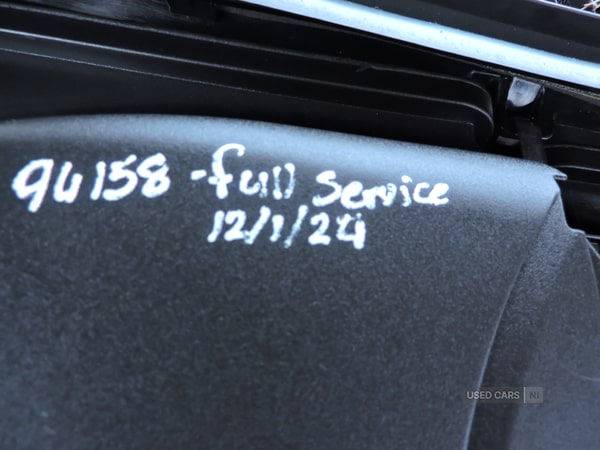 94158 - full service
12/1/24
USED CARS NI